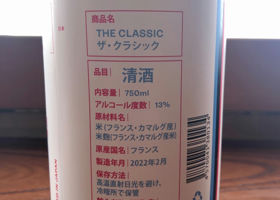 商品名
THE CLASSIC
ザ・クラシック
品目 清酒
内容量 750ml
アルコール度数 13%
原材料名
米(フランス・カマルグ産)
米麹(フランス・カマルグ産米)
原産国名 フランス
製造年月 2022年2月
保存方法
高温直射日光を避け、
冷暗所で保管